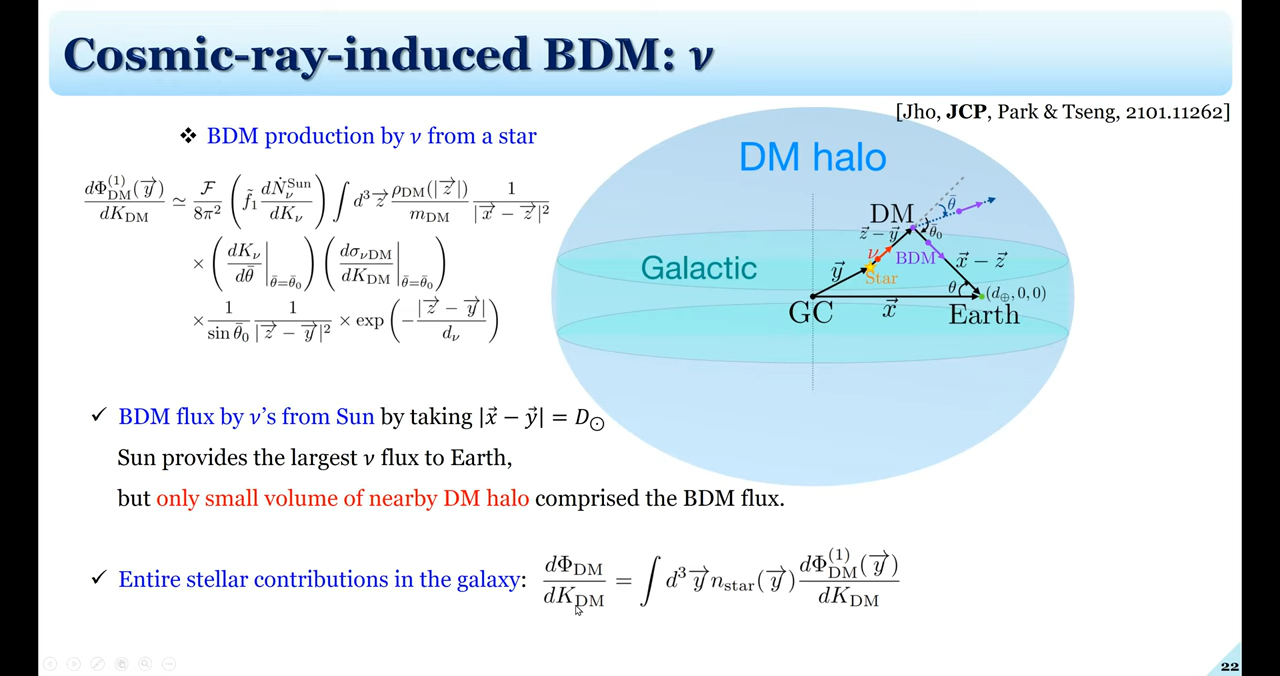 Cosmic-ray-induced BDM: ν
[Jho, JCP, Park & Tseng, 2101.11262]
❖ BDM production by ν from a star
dΦ_DM^(1)(y⃗)/dK_DM ≃ ℱ/8π² (f̃₁ dṄ_ν^Sun/dK_ν) ∫ d³z⃗ ρ_DM(|z⃗|)/m_DM 1/|x⃗ − z⃗|²
× (dK_ν/dθ̄ |_θ̄=θ̄₀) (dσ_νDM/dK_DM |_θ̄=θ̄₀)
× 1/sin θ̄₀ 1/|z⃗ − y⃗|² × exp(−|z⃗ − y⃗|/d_ν)
DM halo
Galactic
DM
θ̄
θ̄₀
z⃗ − y⃗
ν
BDM
x⃗ − z⃗
y⃗
Star
θ
(d⊕, 0, 0)
GC
x⃗
Earth
✓ BDM flux by ν's from Sun by taking |x⃗ − y⃗| = D☉
Sun provides the largest ν flux to Earth,
but only small volume of nearby DM halo comprised the BDM flux.
✓ Entire stellar contributions in the galaxy: dΦ_DM/dK_DM = ∫ d³y⃗ n_star(y⃗) dΦ_DM^(1)(y⃗)/dK_DM
22